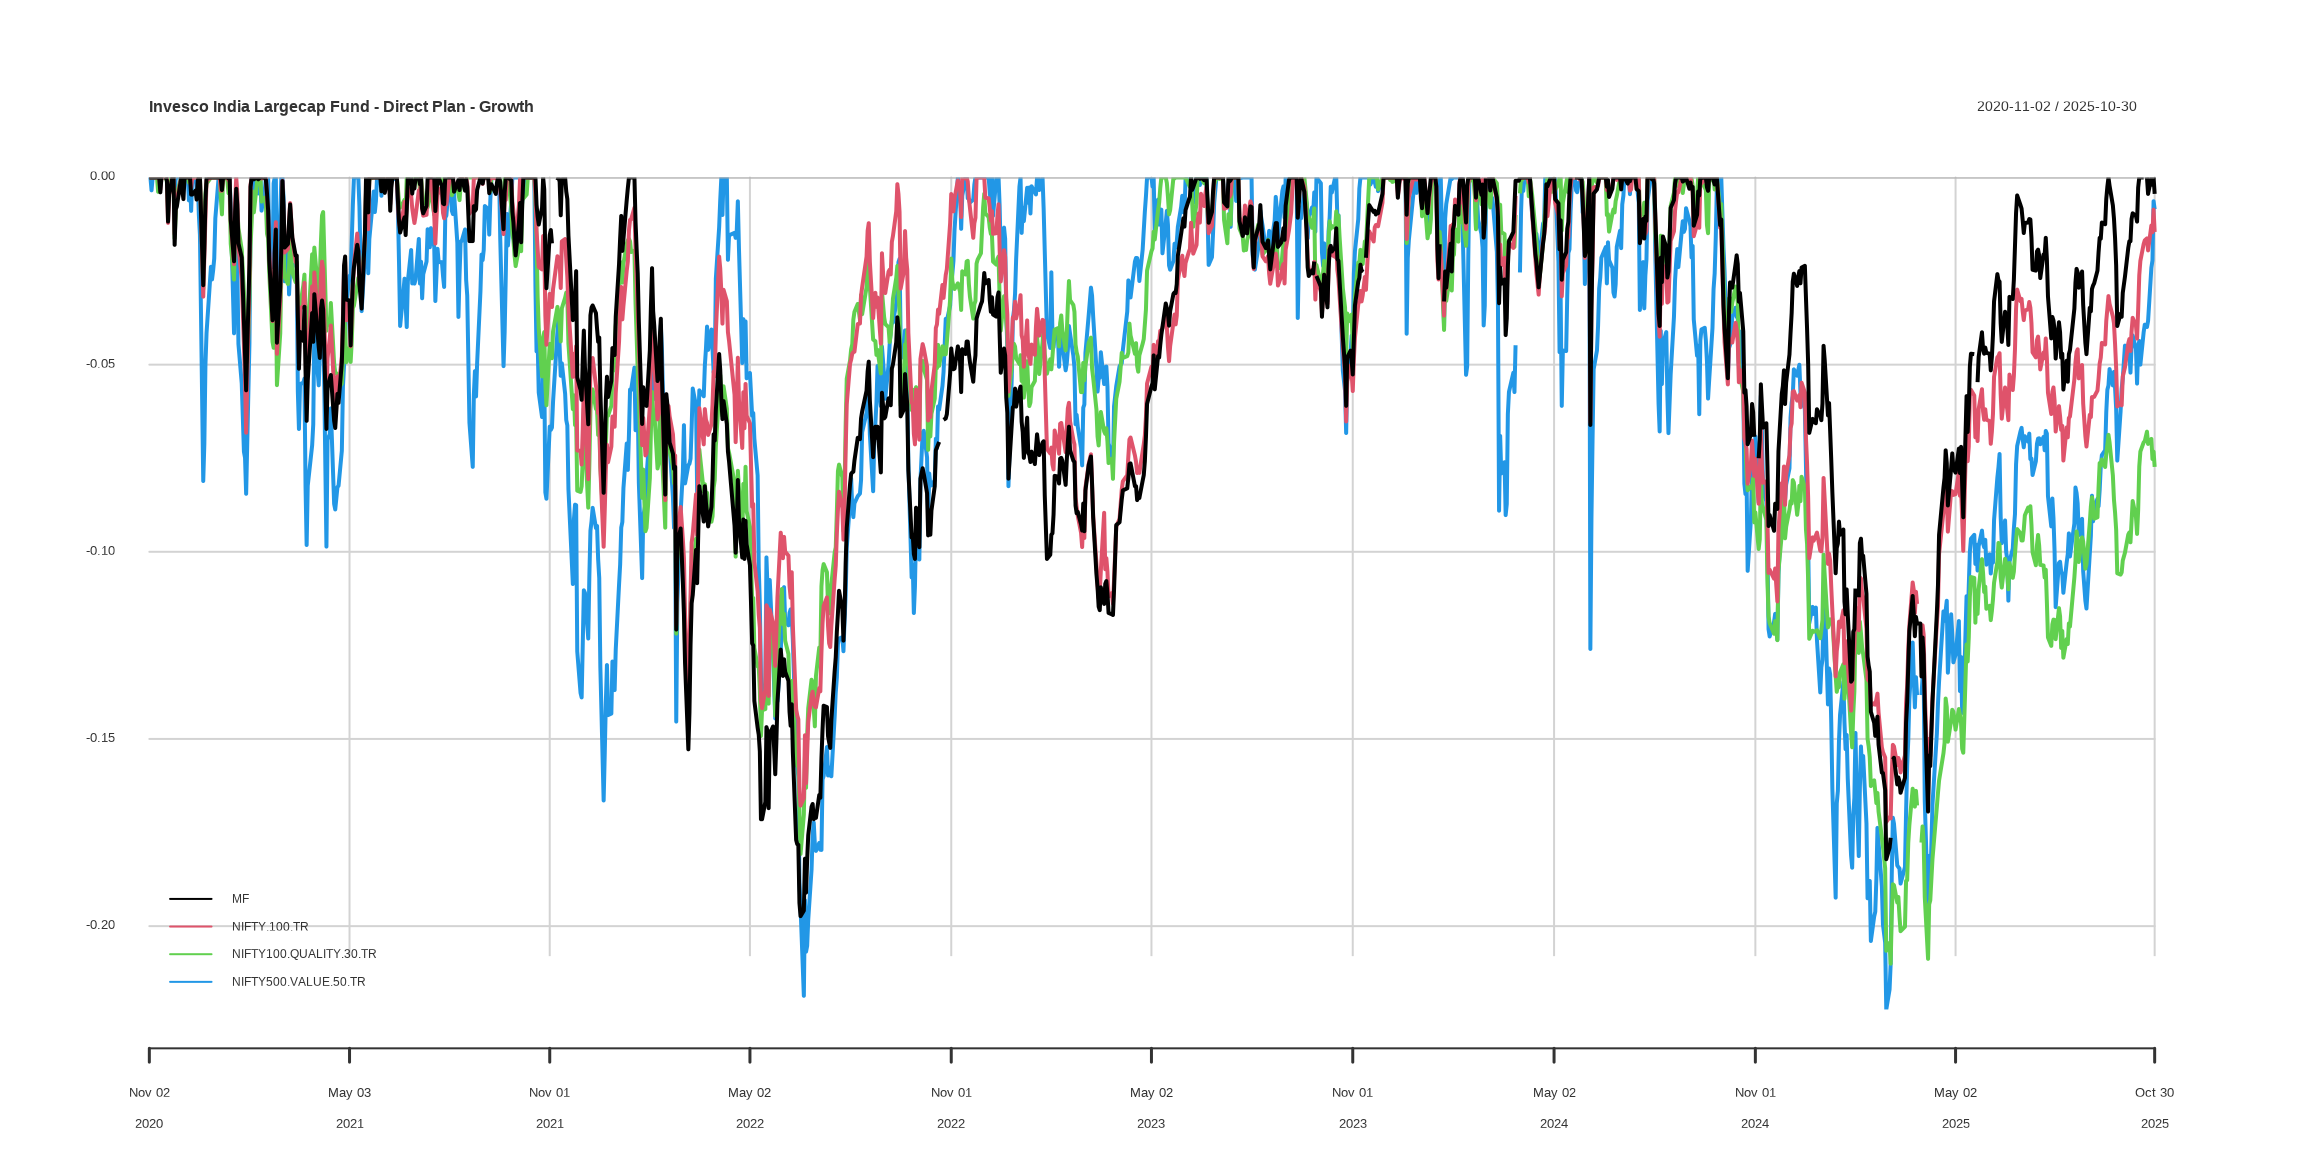 Invesco India Largecap Fund - Direct Plan - Growth
2020-11-02 / 2025-10-30
0.00
-0.05
-0.10
-0.15
-0.20
MF
NIFTY.100.TR
NIFTY100.QUALITY.30.TR
NIFTY500.VALUE.50.TR
Nov 02 May 03 Nov 01 May 02 Nov 01 May 02 Nov 01 May 02 Nov 01 May 02 Oct 30
2020 2021 2021 2022 2022 2023 2023 2024 2024 2025 2025